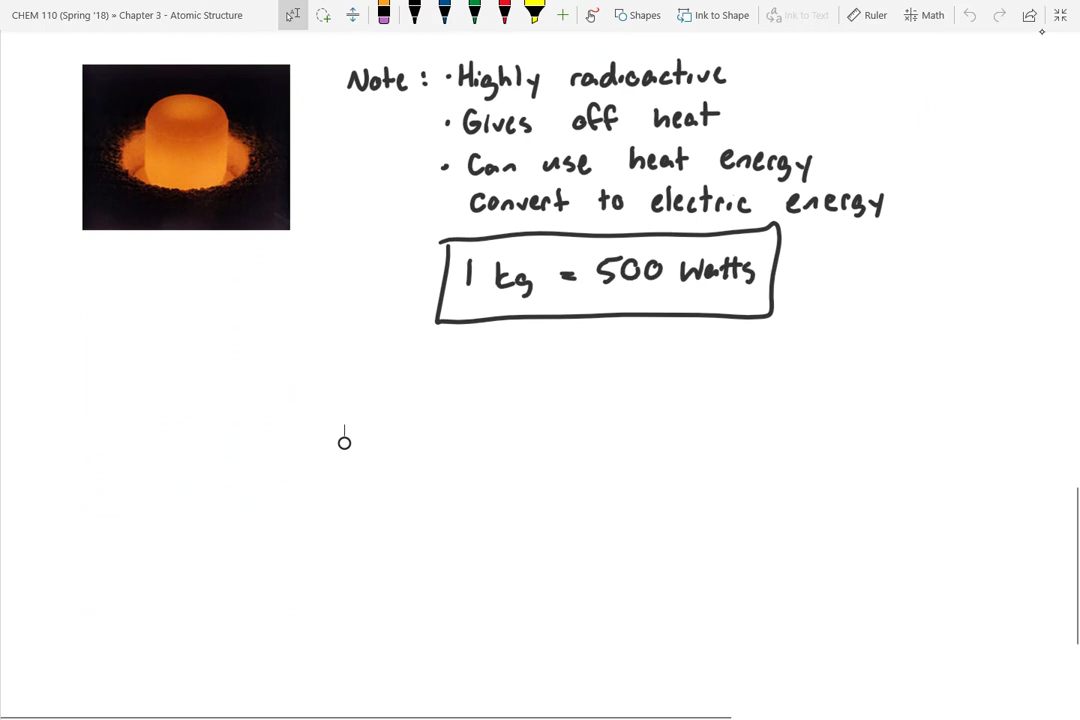 CHEM 110 (Spring '18) » Chapter 3 - Atomic Structure
Shapes
Ink to Shape
Ink to Text
Ruler
Math
Note : · Highly radioactive
· Gives off heat
· Can use heat energy
convert to electric energy
1 kg = 500 Watts